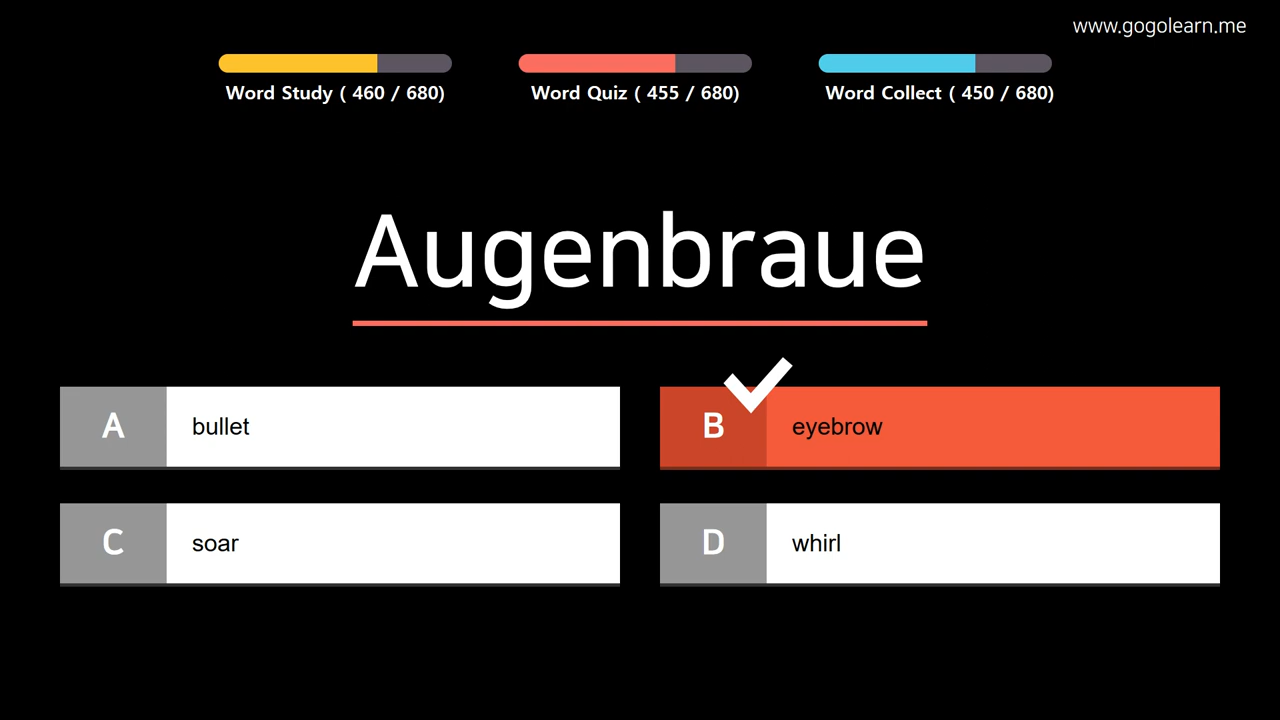 www.gogolearn.me
Word Study ( 460 / 680)
Word Quiz ( 455 / 680)
Word Collect ( 450 / 680)
Augenbraue
A bullet
B eyebrow
C soar
D whirl